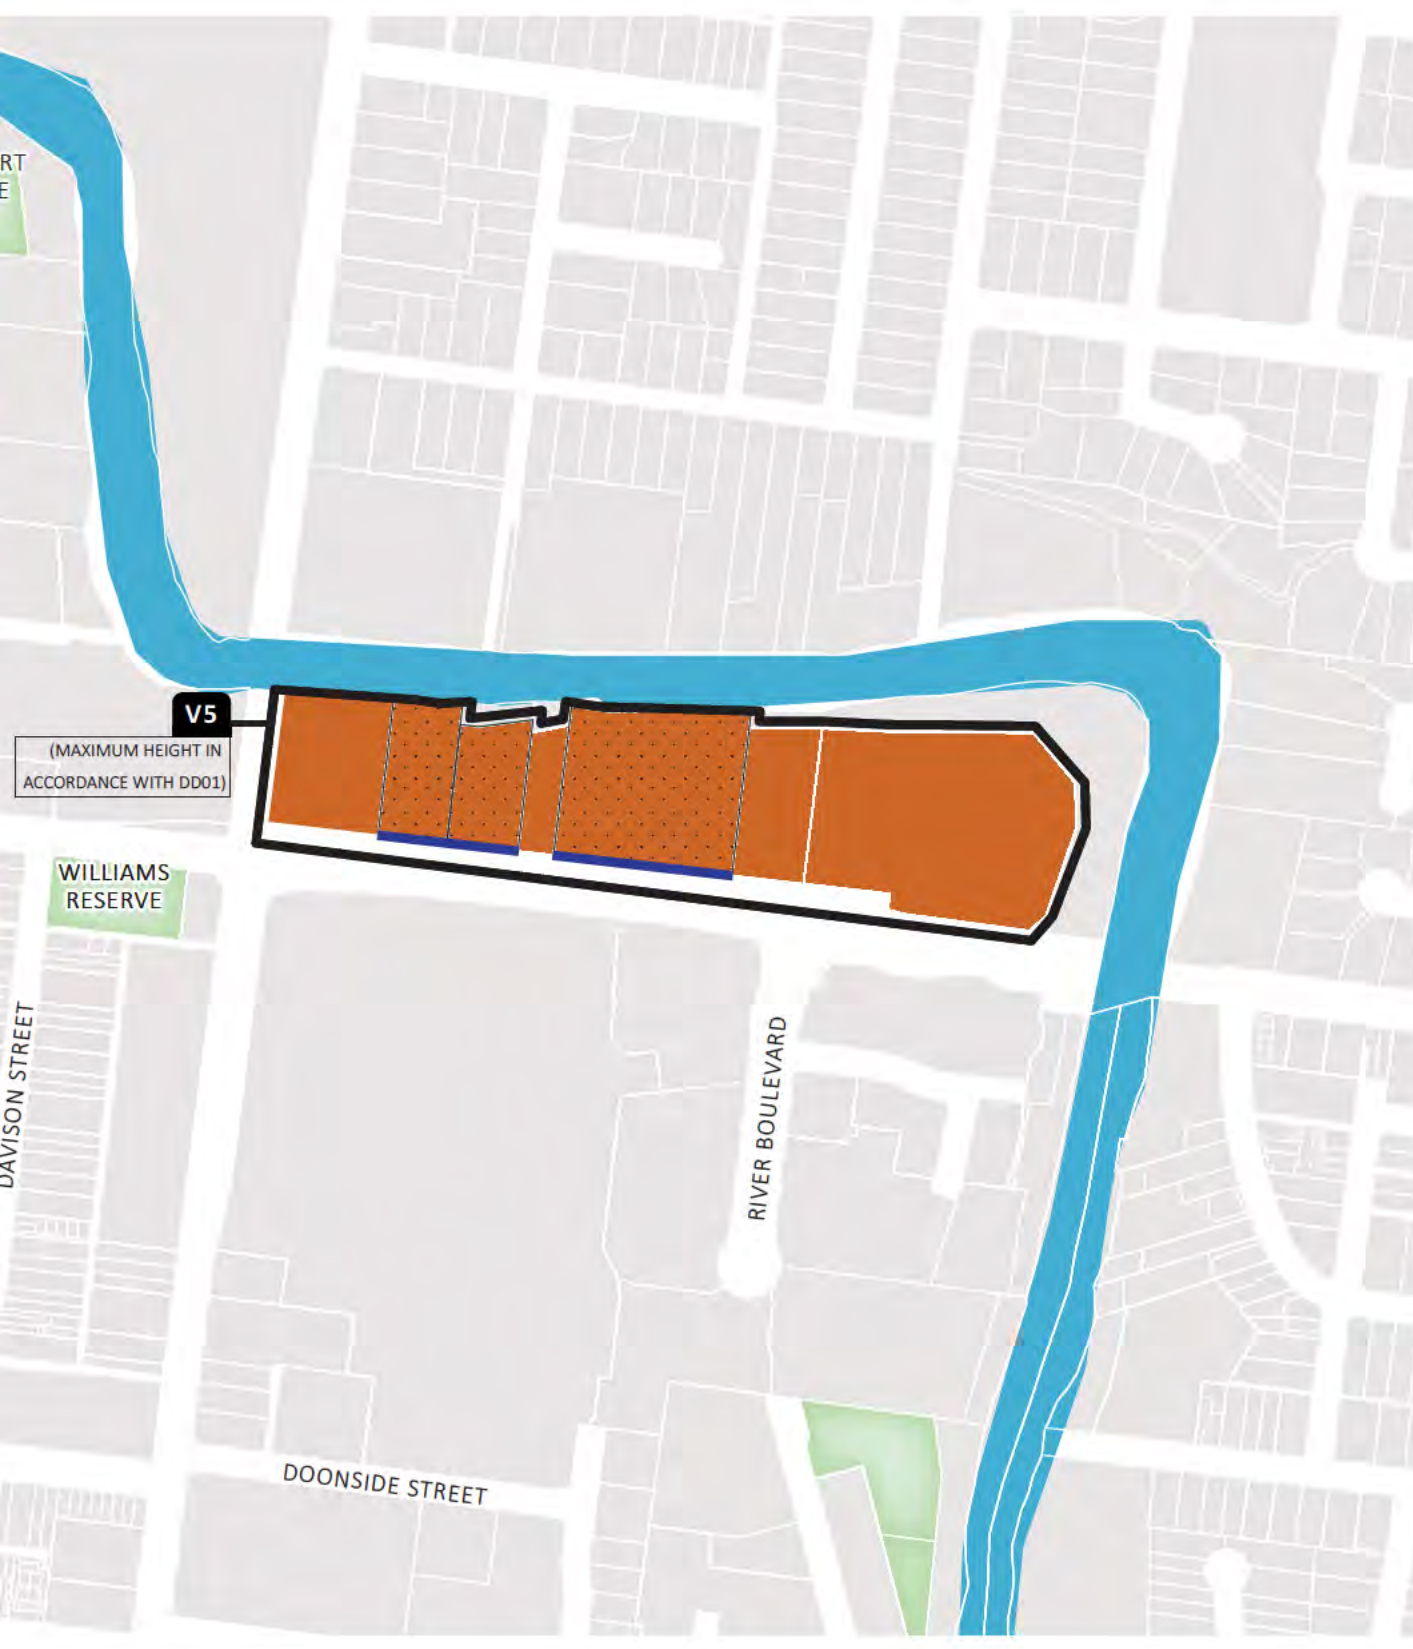 RT
E
V5
(MAXIMUM HEIGHT IN
ACCORDANCE WITH DD01)
WILLIAMS
RESERVE
DAVISON STREET
RIVER BOULEVARD
DOONSIDE STREET